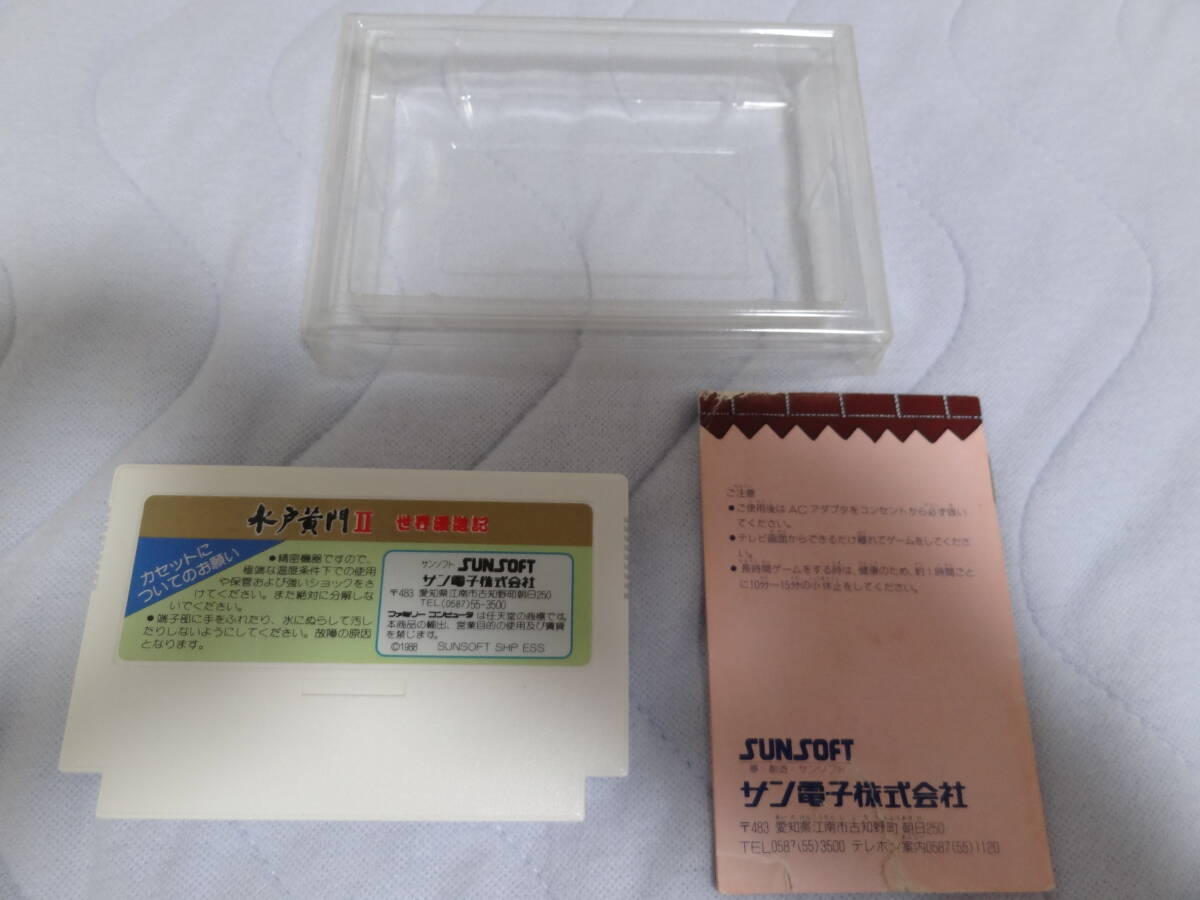 水戸黄門II 世界漫遊記
カセットに
ついてのお願い
●精密機器ですので、
極端な温度条件下での使用
や保管および強いショックをさ
けてください。また絶対に分解しな
いでください。
●端子部に手をふれたり、水にぬらして汚し
たりしないようにしてください。故障の原因
となります。
サンソフト SUNSOFT
サン電子株式会社
〒483 愛知県江南市古知野町朝日250
TEL(0587)55-3500
ファミリーコンピュータは任天堂の商標です。
本商品の輸出、営業目的の使用及び賃貸
を禁じます。
©1988 SUNSOFT SHP ESS
ご注意
●ご使用後はACアダプタをコンセントから必ず抜い
てください。
●テレビ画面からできるだけ離れてゲームをしてくださ
い。
●長時間ゲームをする時は、健康のため、約1時間ごと
に10分〜15分の小休止をしてください。
SUNSOFT
夢・創造・サンソフト
サン電子株式会社
〒483 愛知県江南市古知野町朝日250
TEL0587(55)3500 テレホン案内0587(55)1120